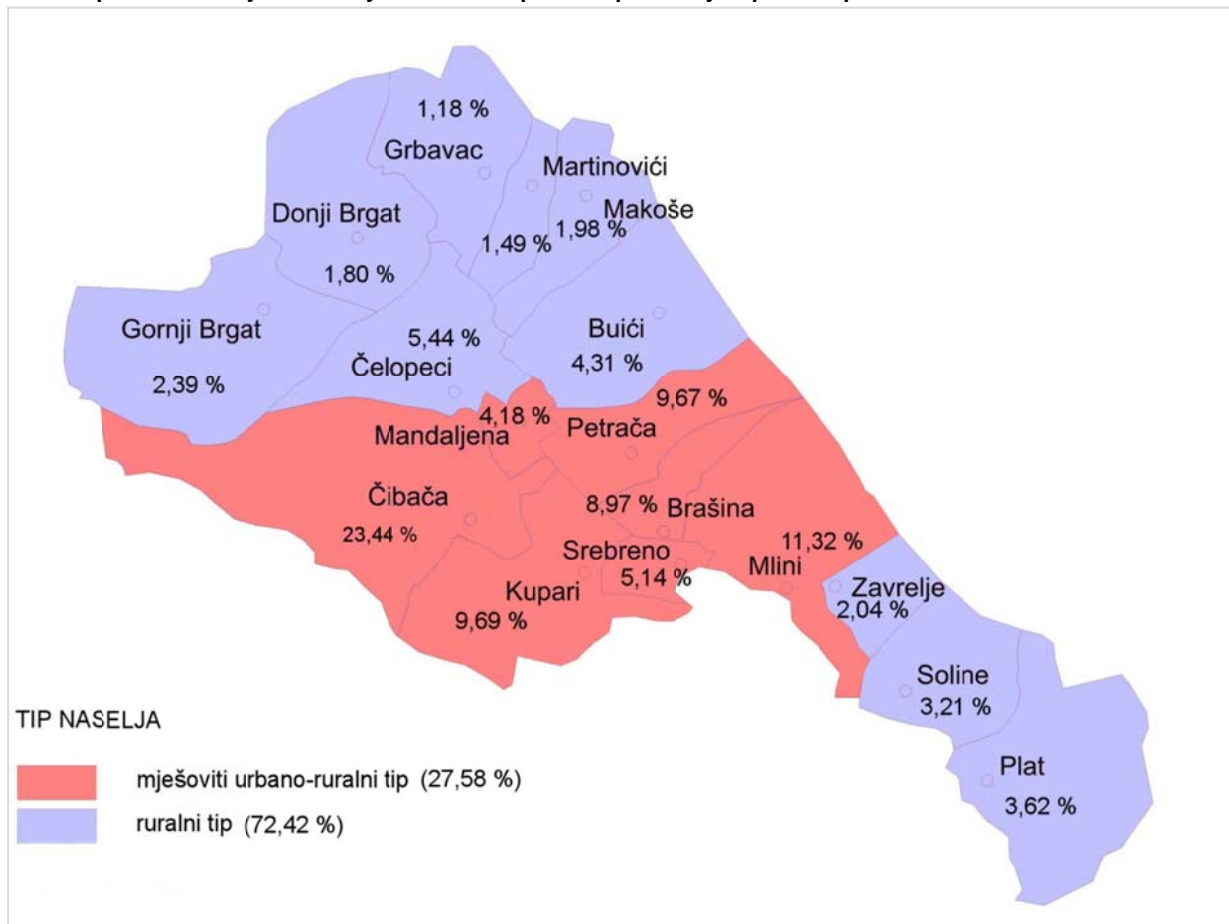 1,18 %
Grbavac
Martinovići
Donji Brgat
Makoše
1,49 %
1,98 %
1,80 %
Gornji Brgat
5,44 %
Buići
Čelopeci
4,31 %
2,39 %
9,67 %
4,18 %
Mandaljena
Petrača
Čibača
23,44 %
8,97 %
Brašina
Srebreno
11,32 %
5,14 %
Mlini
Kupari
Zavrelje
2,04 %
9,69 %
Soline
3,21 %
Plat
3,62 %
TIP NASELJA
mješoviti urbano-ruralni tip (27,58 %)
ruralni tip (72,42 %)